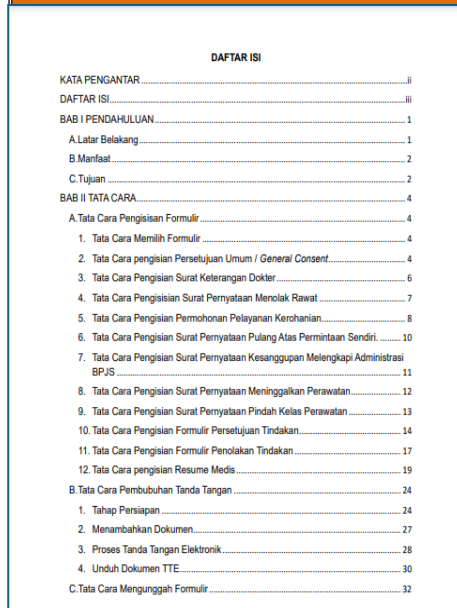 DAFTAR ISI
KATA PENGANTAR ii
DAFTAR ISI iii
BAB I PENDAHULUAN 1
A.Latar Belakang 1
B.Manfaat 2
C.Tujuan 2
BAB II TATA CARA 4
A.Tata Cara Pengisisan Formulir 4
1. Tata Cara Memilih Formulir 4
2. Tata Cara pengisian Persetujuan Umum / General Consent 4
3. Tata Cara Pengisian Surat Keterangan Dokter 6
4. Tata Cara Pengisisian Surat Pernyataan Menolak Rawat 7
5. Tata Cara Pengisian Permohonan Pelayanan Kerohanian 8
6. Tata Cara Pengisian Surat Pernyataan Pulang Atas Permintaan Sendiri. 10
7. Tata Cara Pengisian Surat Pernyataan Kesanggupan Melengkapi Administrasi
BPJS 11
8. Tata Cara Pengisian Surat Pernyataan Meninggalkan Perawatan 12
9. Tata Cara Pengisian Surat Pernyataan Pindah Kelas Perawatan 13
10. Tata Cara Pengisian Formulir Persetujuan Tindakan 14
11. Tata Cara Pengisian Formulir Penolakan Tindakan 17
12. Tata Cara pengisian Resume Medis 19
B.Tata Cara Pembubuhan Tanda Tangan 24
1. Tahap Persiapan 24
2. Menambahkan Dokumen 27
3. Proses Tanda Tangan Elektronik 28
4. Unduh Dokumen TTE 30
C.Tata Cara Mengunggah Formulir 32